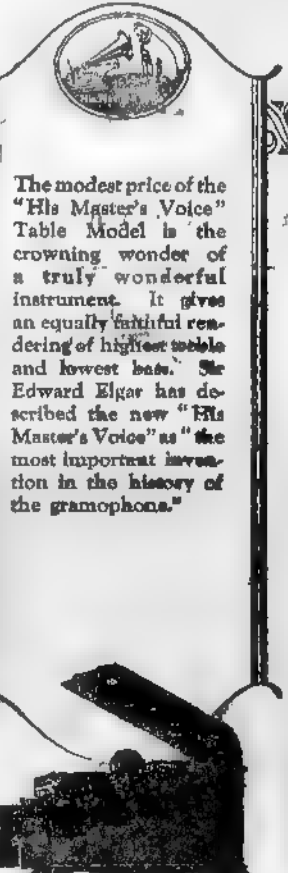 The modest price of the
"His Master's Voice"
Table Model is the
crowning wonder of
a truly wonderful
instrument. It gives
an equally faithful ren-
dering of highest treble
and lowest bass. Sir
Edward Elgar has de-
scribed the new "His
Master's Voice" as "the
most important inven-
tion in the history of
the gramophone."